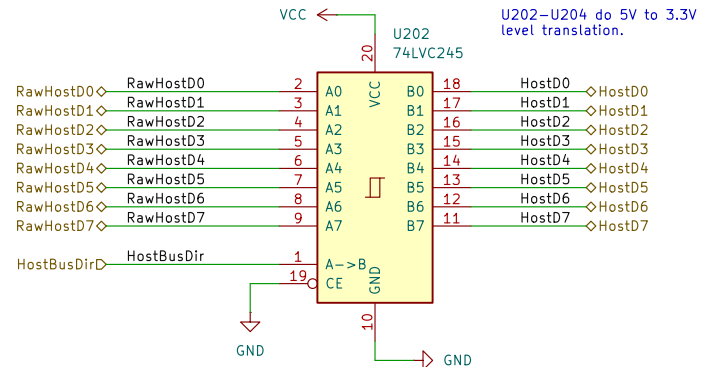 VCC
U202
74LVC245
U202-U204 do 5V to 3.3V
level translation.
20
VCC
RawHostD0 RawHostD0 2 A0 B0 18 HostD0 HostD0
RawHostD1 RawHostD1 3 A1 B1 17 HostD1 HostD1
RawHostD2 RawHostD2 4 A2 B2 16 HostD2 HostD2
RawHostD3 RawHostD3 5 A3 B3 15 HostD3 HostD3
RawHostD4 RawHostD4 6 A4 B4 14 HostD4 HostD4
RawHostD5 RawHostD5 7 A5 B5 13 HostD5 HostD5
RawHostD6 RawHostD6 8 A6 B6 12 HostD6 HostD6
RawHostD7 RawHostD7 9 A7 B7 11 HostD7 HostD7
HostBusDir HostBusDir 1 A->B
19 CE
GND
10
GND
GND